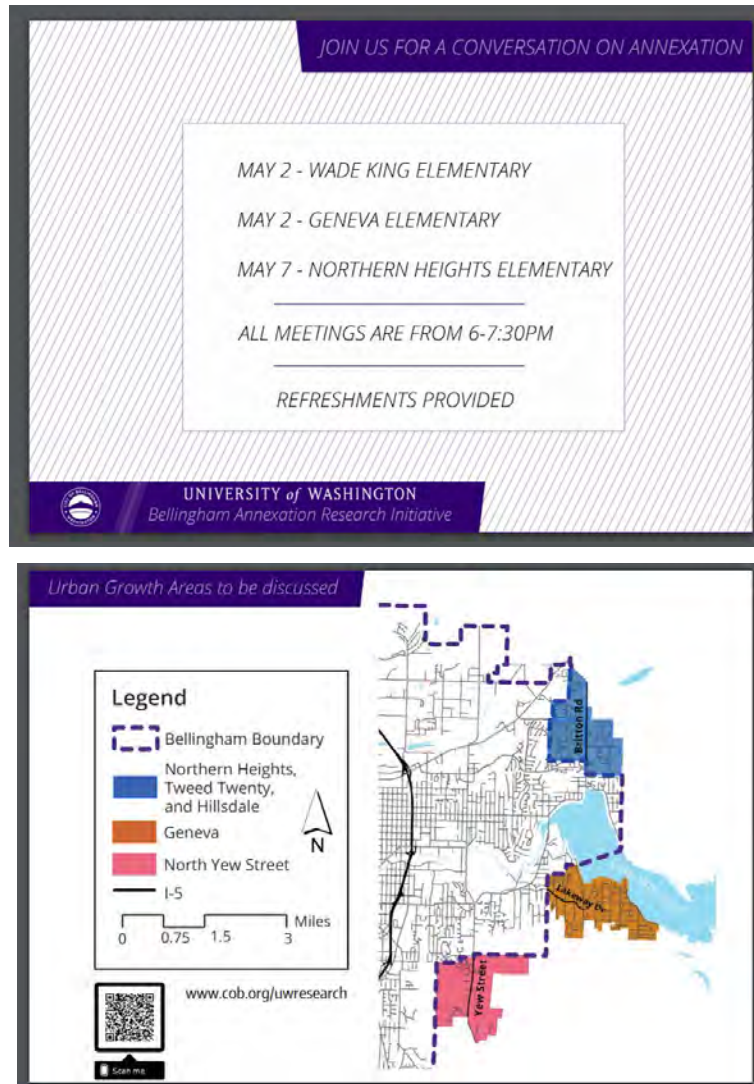 JOIN US FOR A CONVERSATION ON ANNEXATION
MAY 2 - WADE KING ELEMENTARY
MAY 2 - GENEVA ELEMENTARY
MAY 7 - NORTHERN HEIGHTS ELEMENTARY
ALL MEETINGS ARE FROM 6-7:30PM
REFRESHMENTS PROVIDED
UNIVERSITY of WASHINGTON
Bellingham Annexation Research Initiative
Urban Growth Areas to be discussed
Legend
Bellingham Boundary
Northern Heights,
Tweed Twenty,
and Hillsdale
Geneva
North Yew Street
I-5
N
Miles
0 0.75 1.5 3
Britton Rd
Lakeway Dr
Yew Street
www.cob.org/uwresearch
Scan me